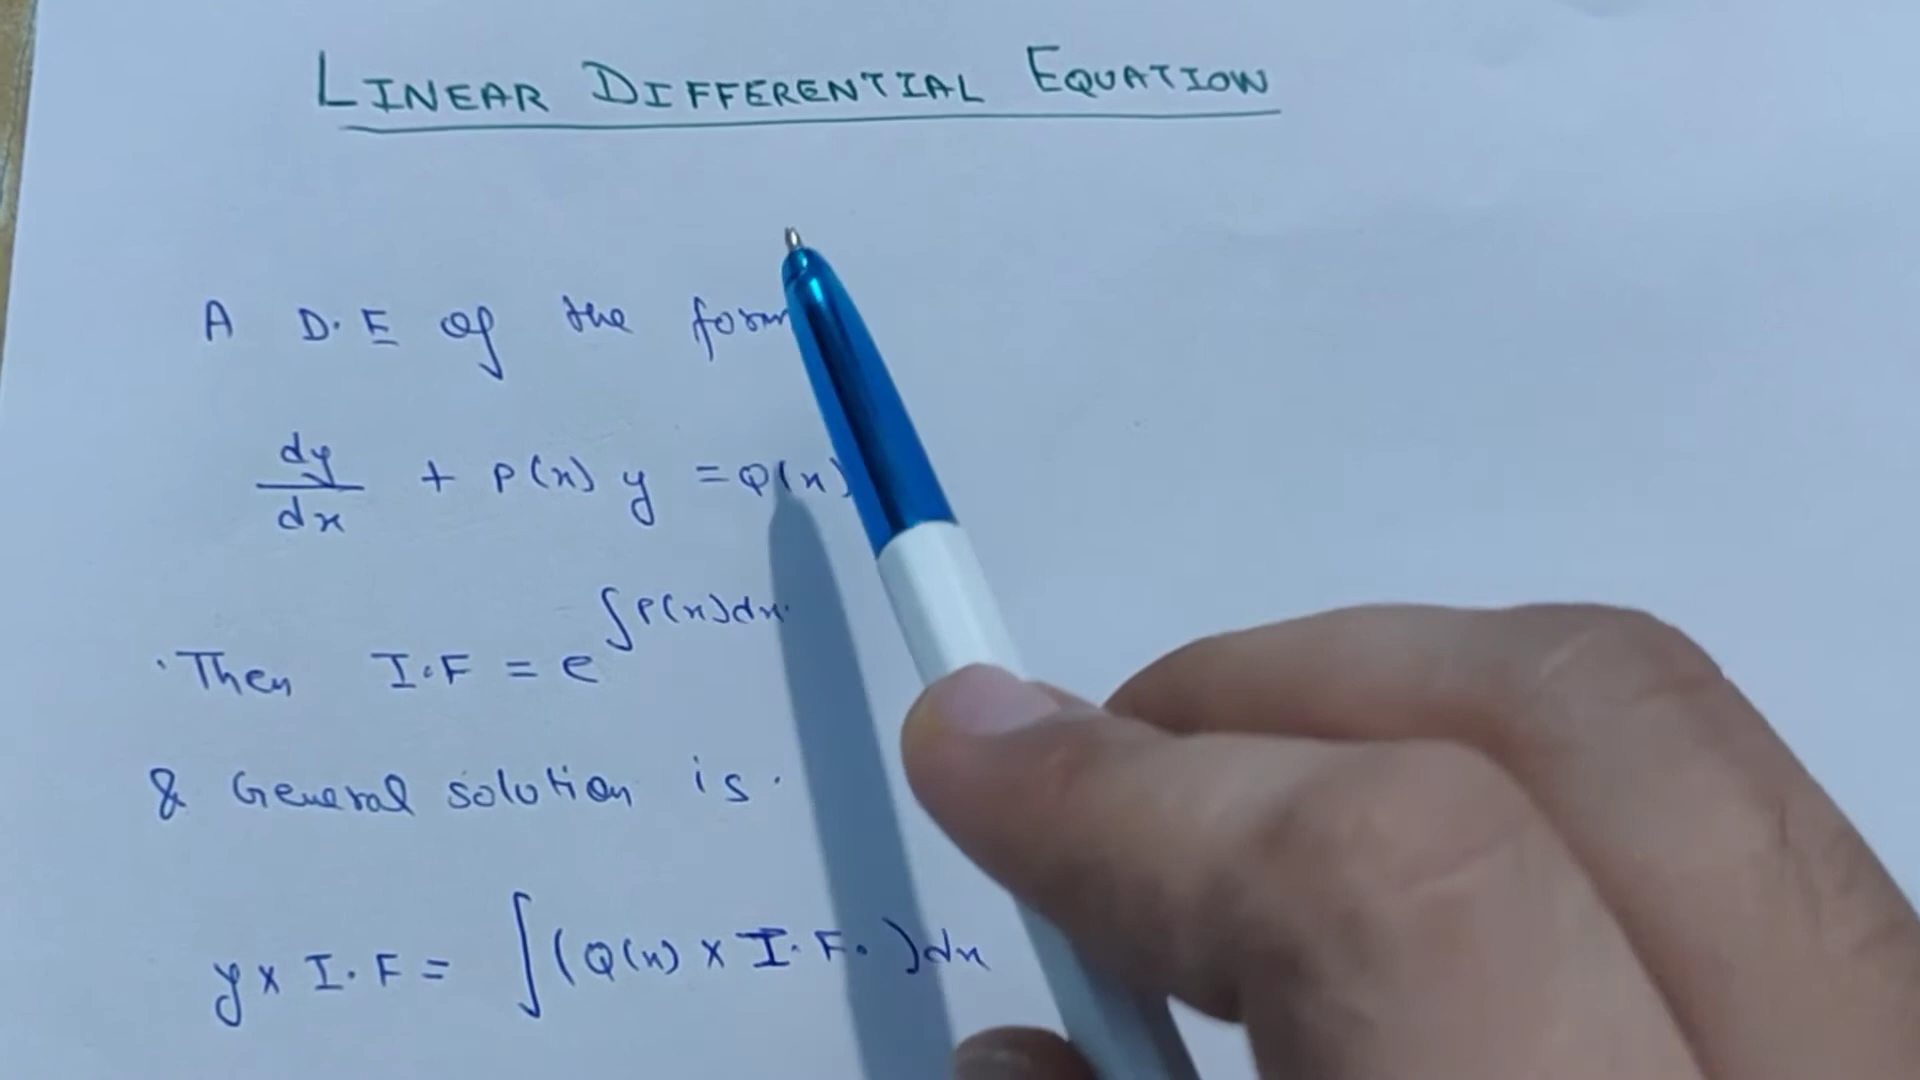 LINEAR DIFFERENTIAL EQUATION
A D.E of the form
dy/dx + P(x) y = Q(x)
Then I.F = e^∫P(x)dx.
& General solution is.
y x I.F = ∫(Q(x) x I.F.)dx